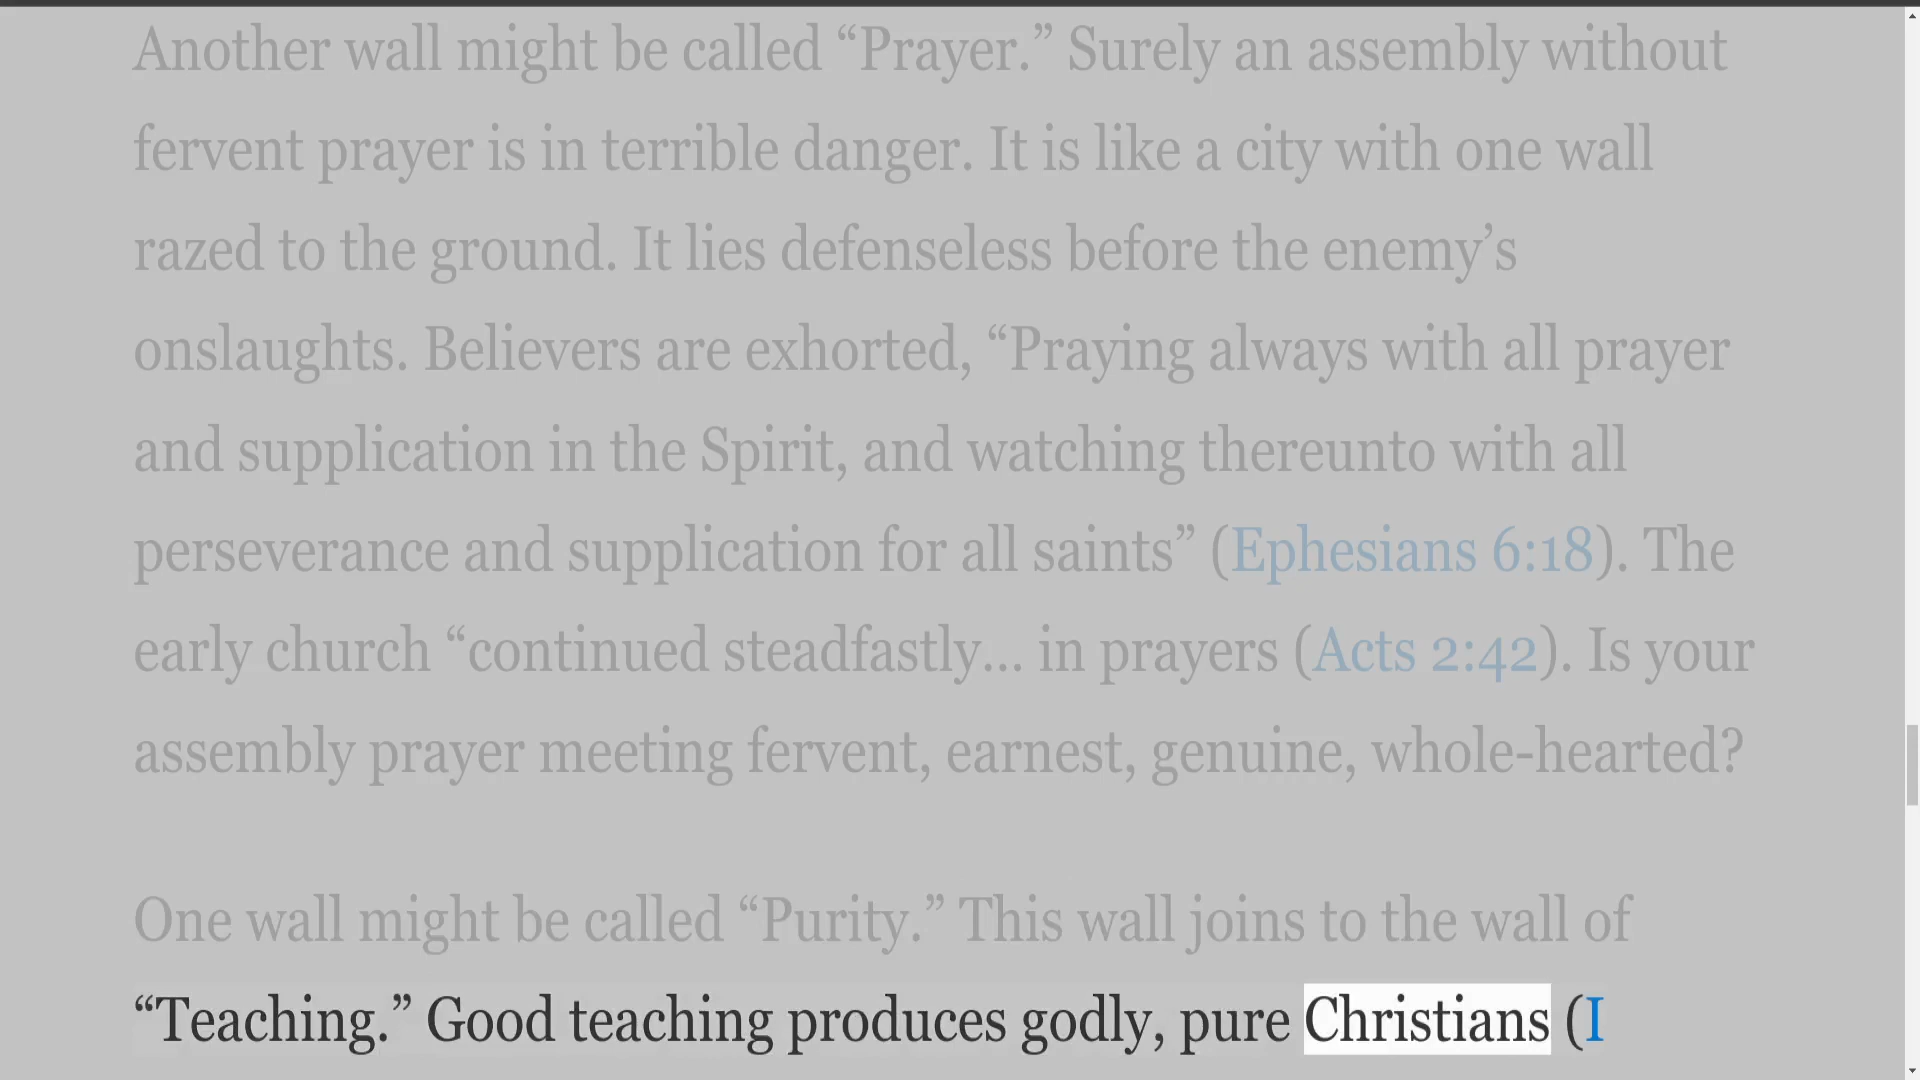 Another wall might be called “Prayer.” Surely an assembly without
fervent prayer is in terrible danger. It is like a city with one wall
razed to the ground. It lies defenseless before the enemy’s
onslaughts. Believers are exhorted, “Praying always with all prayer
and supplication in the Spirit, and watching thereunto with all
perseverance and supplication for all saints” (Ephesians 6:18). The
early church “continued steadfastly… in prayers (Acts 2:42). Is your
assembly prayer meeting fervent, earnest, genuine, whole-hearted?
One wall might be called “Purity.” This wall joins to the wall of
“Teaching.” Good teaching produces godly, pure Christians (I